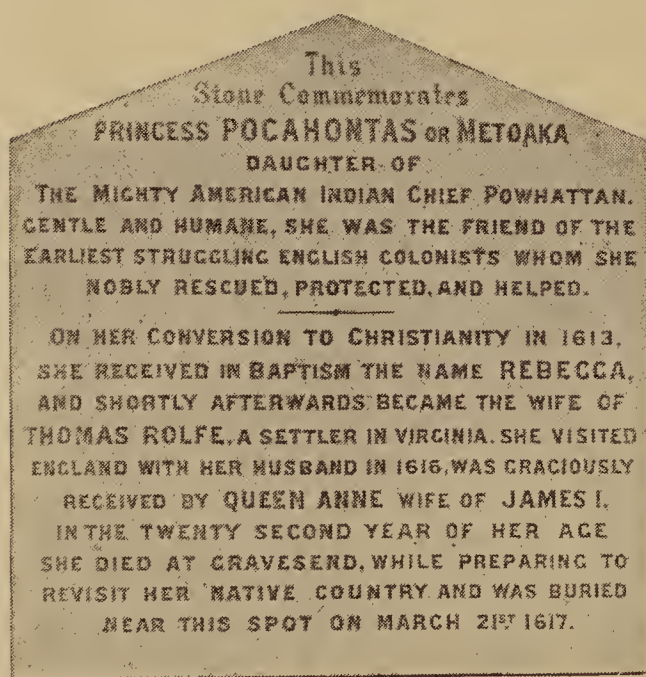 This
Stone Commemorates
PRINCESS POCAHONTAS OR METOAKA
DAUGHTER OF
THE MIGHTY AMERICAN INDIAN CHIEF POWHATTAN.
GENTLE AND HUMANE, SHE WAS THE FRIEND OF THE
EARLIEST STRUGGLING ENGLISH COLONISTS WHOM SHE
NOBLY RESCUED, PROTECTED, AND HELPED.
ON HER CONVERSION TO CHRISTIANITY IN 1613,
SHE RECEIVED IN BAPTISM THE NAME REBECCA,
AND SHORTLY AFTERWARDS BECAME THE WIFE OF
THOMAS ROLFE, A SETTLER IN VIRGINIA. SHE VISITED
ENGLAND WITH HER HUSBAND IN 1616, WAS GRACIOUSLY
RECEIVED BY QUEEN ANNE WIFE OF JAMES I.
IN THE TWENTY SECOND YEAR OF HER AGE
SHE DIED AT GRAVESEND, WHILE PREPARING TO
REVISIT HER NATIVE COUNTRY AND WAS BURIED
NEAR THIS SPOT ON MARCH 21ST 1617.